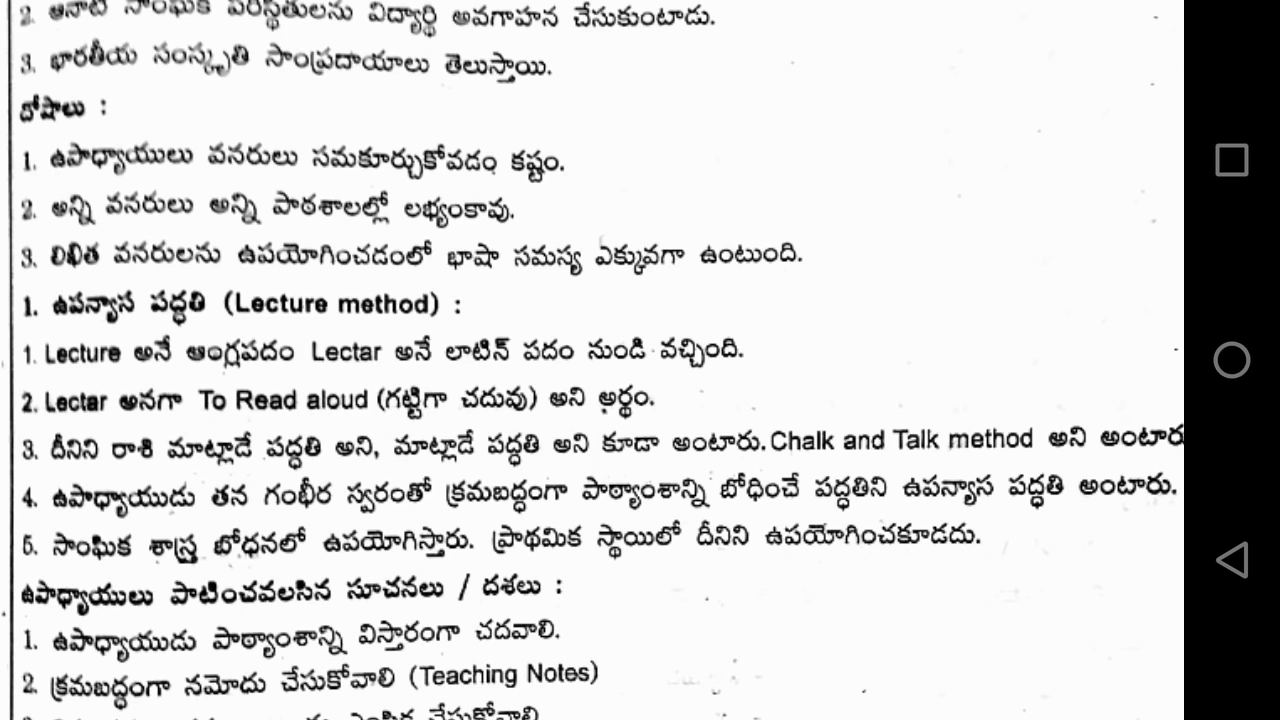 2. ఆనాటి సాంఘిక పరిస్థితులను విద్యార్థి అవగాహన చేసుకుంటాడు.
3. భారతీయ సంస్కృతి సాంప్రదాయాలు తెలుస్తాయి.
దోషాలు :
1. ఉపాధ్యాయులు వనరులు సమకూర్చుకోవడం కష్టం.
2. అన్ని వనరులు అన్ని పాఠశాలల్లో లభ్యంకావు.
3. లిఖిత వనరులను ఉపయోగించడంలో భాషా సమస్య ఎక్కువగా ఉంటుంది.
1. ఉపన్యాస పద్ధతి (Lecture method) :
1. Lecture అనే ఆంగ్లపదం Lectar అనే లాటిన్ పదం నుండి వచ్చింది.
2. Lectar అనగా To Read aloud (గట్టిగా చదువు) అని అర్థం.
3. దీనిని రాశి మాట్లాడే పద్ధతి అని, మాట్లాడే పద్ధతి అని కూడా అంటారు. Chalk and Talk method అని అంటారు
4. ఉపాధ్యాయుడు తన గంభీర స్వరంతో క్రమబద్ధంగా పాఠ్యాంశాన్ని బోధించే పద్ధతిని ఉపన్యాస పద్ధతి అంటారు.
5. సాంఘిక శాస్త్ర బోధనలో ఉపయోగిస్తారు. ప్రాథమిక స్థాయిలో దీనిని ఉపయోగించకూడదు.
ఉపాధ్యాయులు పాటించవలసిన సూచనలు / దశలు :
1. ఉపాధ్యాయుడు పాఠ్యాంశాన్ని విస్తారంగా చదవాలి.
2. క్రమబద్ధంగా నమోదు చేసుకోవాలి (Teaching Notes)
చేసుకోవాలి